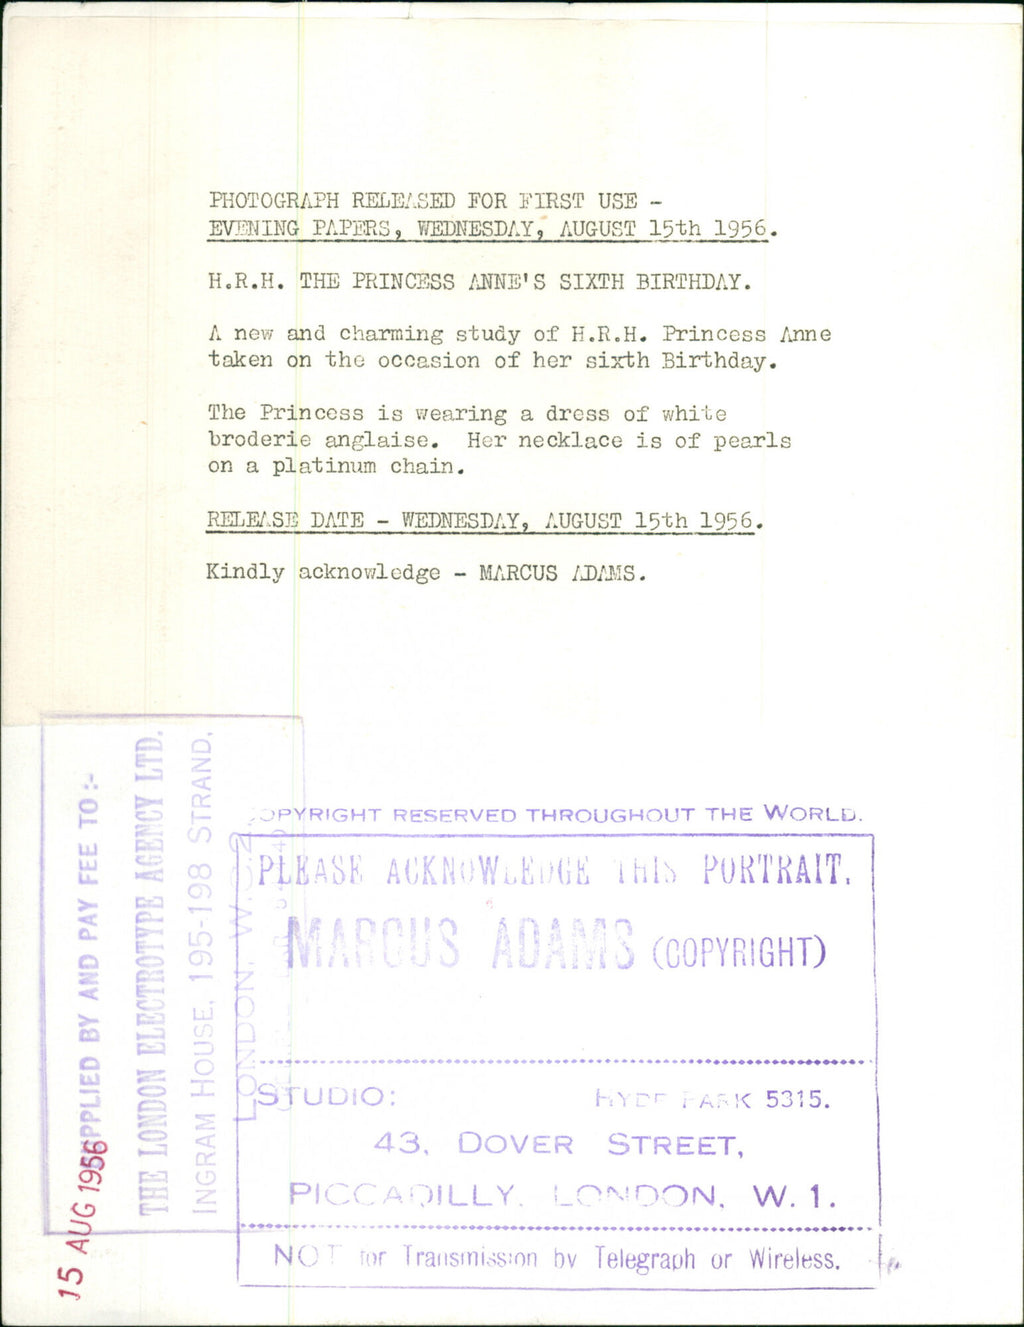 PHOTOGRAPH RELEASED FOR FIRST USE -
EVENING PAPERS, WEDNESDAY, AUGUST 15th 1956.
H.R.H. THE PRINCESS ANNE'S SIXTH BIRTHDAY.
A new and charming study of H.R.H. Princess Anne
taken on the occasion of her sixth Birthday.
The Princess is wearing a dress of white
broderie anglaise. Her necklace is of pearls
on a platinum chain.
RELEASE DATE - WEDNESDAY, AUGUST 15th 1956.
Kindly acknowledge - MARCUS ADAMS.
SUPPLIED BY AND PAY FEE TO :-
THE LONDON ELECTROTYPE AGENCY LTD.
INGRAM HOUSE, 195-198 STRAND,
LONDON, W.C.2.
COPYRIGHT RESERVED THROUGHOUT THE WORLD.
PLEASE ACKNOWLEDGE THIS PORTRAIT.
MARCUS ADAMS (COPYRIGHT)
STUDIO: HYDE PARK 5315.
43, DOVER STREET,
PICCADILLY, LONDON, W. 1.
NOT for Transmission by Telegraph or Wireless.
15 AUG 1956